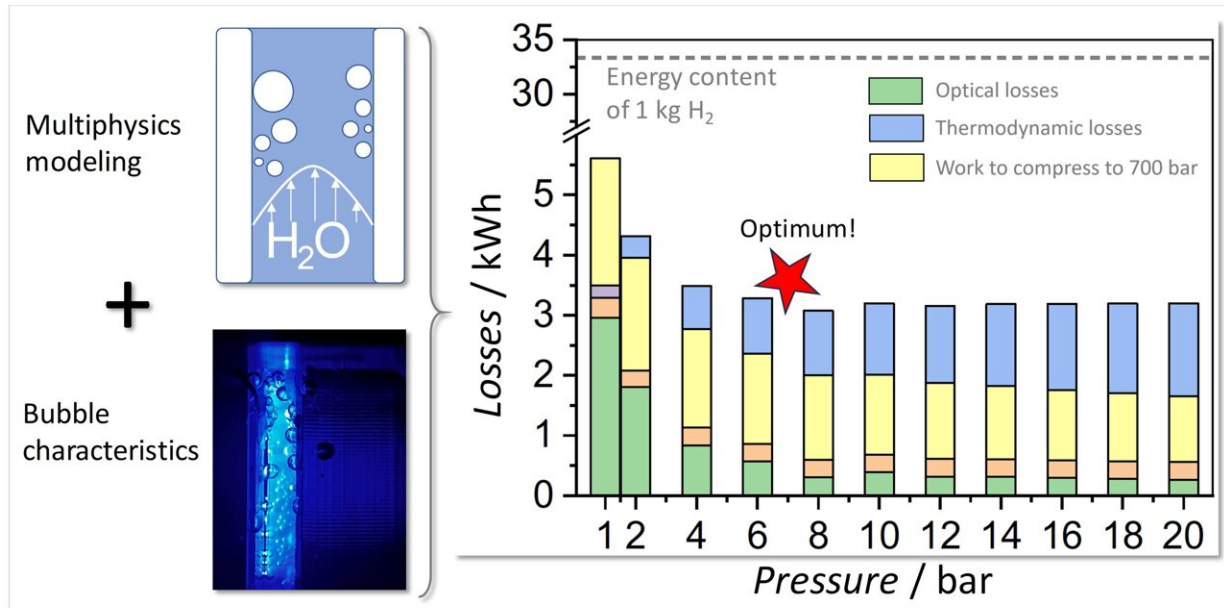 Multiphysics
modeling
H₂O
+
Bubble
characteristics
35
30
5
4
3
2
1
0
Losses / kWh
Energy content
of 1 kg H₂
Optical losses
Thermodynamic losses
Work to compress to 700 bar
Optimum!
1 2 4 6 8 10 12 14 16 18 20
Pressure / bar